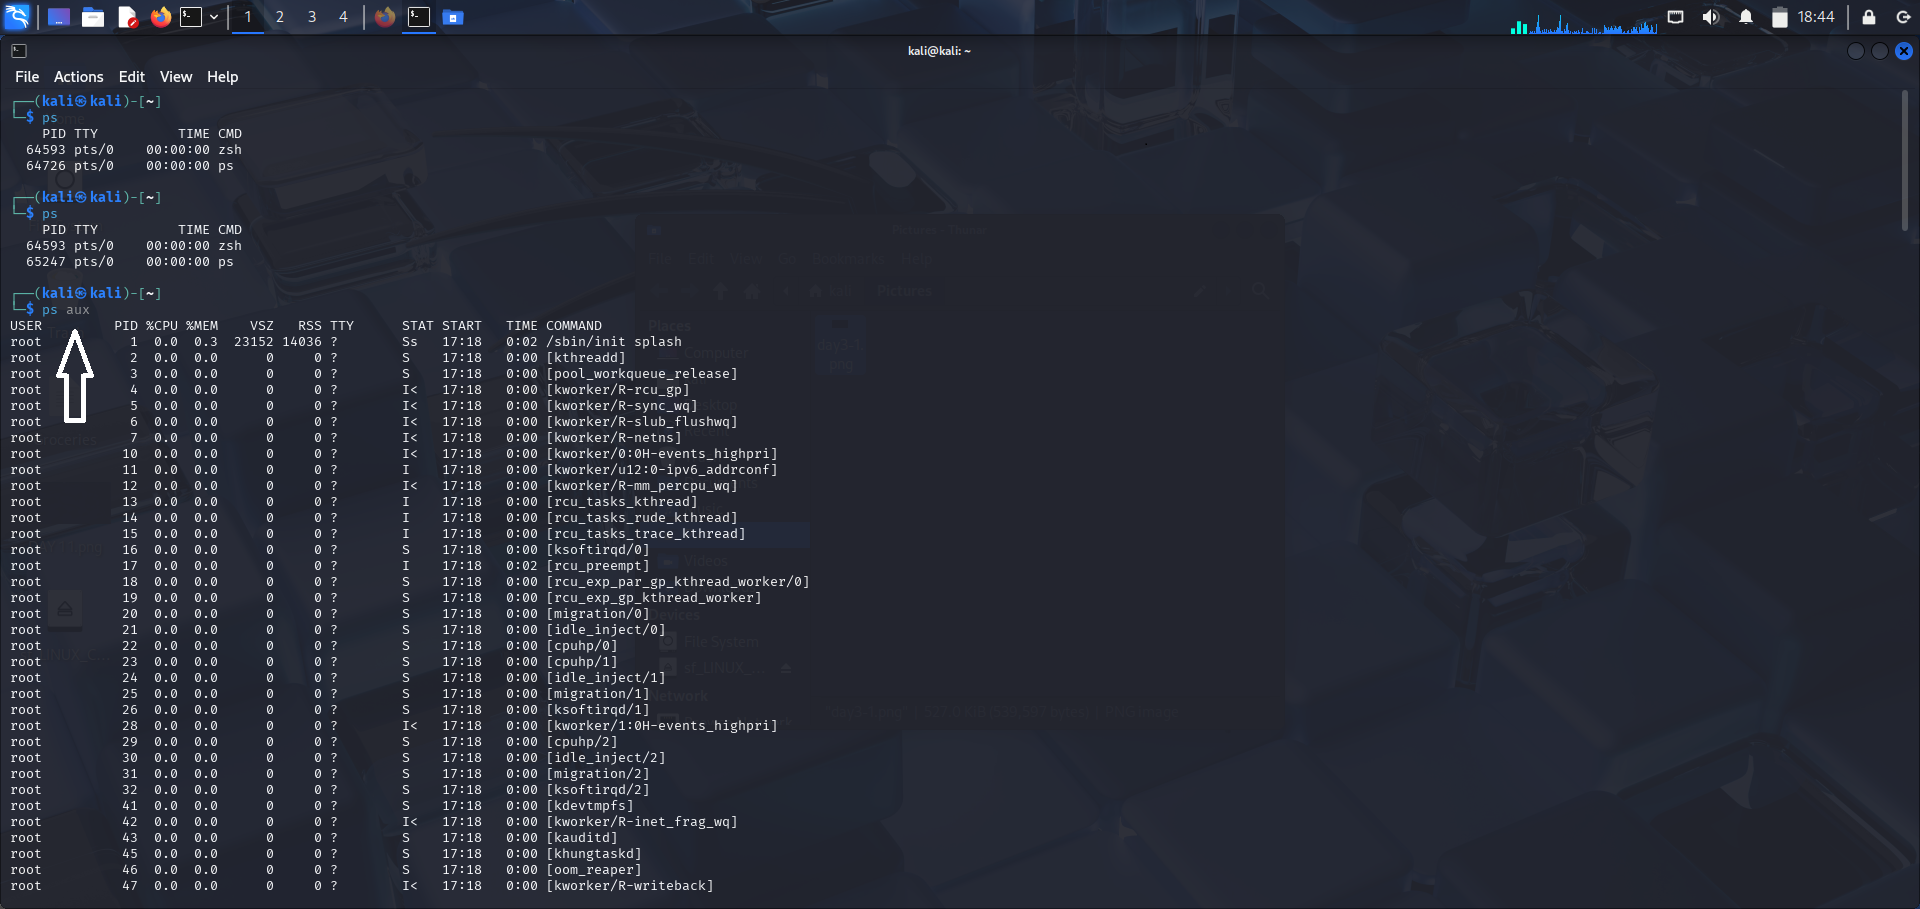 1 2 3 4
18:44
kali@kali: ~
File Actions Edit View Help
┌──(kali㉿kali)-[~]
└─$ ps
PID TTY TIME CMD
64593 pts/0 00:00:00 zsh
64726 pts/0 00:00:00 ps
┌──(kali㉿kali)-[~]
└─$ ps
PID TTY TIME CMD
64593 pts/0 00:00:00 zsh
65247 pts/0 00:00:00 ps
┌──(kali㉿kali)-[~]
└─$ ps aux
USER PID %CPU %MEM VSZ RSS TTY STAT START TIME COMMAND
root 1 0.0 0.3 23152 14036 ? Ss 17:18 0:02 /sbin/init splash
root 2 0.0 0.0 0 0 ? S 17:18 0:00 [kthreadd]
root 3 0.0 0.0 0 0 ? S 17:18 0:00 [pool_workqueue_release]
root 4 0.0 0.0 0 0 ? I< 17:18 0:00 [kworker/R-rcu_gp]
root 5 0.0 0.0 0 0 ? I< 17:18 0:00 [kworker/R-sync_wq]
root 6 0.0 0.0 0 0 ? I< 17:18 0:00 [kworker/R-slub_flushwq]
root 7 0.0 0.0 0 0 ? I< 17:18 0:00 [kworker/R-netns]
root 10 0.0 0.0 0 0 ? I< 17:18 0:00 [kworker/0:0H-events_highpri]
root 11 0.0 0.0 0 0 ? I 17:18 0:00 [kworker/u12:0-ipv6_addrconf]
root 12 0.0 0.0 0 0 ? I< 17:18 0:00 [kworker/R-mm_percpu_wq]
root 13 0.0 0.0 0 0 ? I 17:18 0:00 [rcu_tasks_kthread]
root 14 0.0 0.0 0 0 ? I 17:18 0:00 [rcu_tasks_rude_kthread]
root 15 0.0 0.0 0 0 ? I 17:18 0:00 [rcu_tasks_trace_kthread]
root 16 0.0 0.0 0 0 ? S 17:18 0:00 [ksoftirqd/0]
root 17 0.0 0.0 0 0 ? I 17:18 0:02 [rcu_preempt]
root 18 0.0 0.0 0 0 ? S 17:18 0:00 [rcu_exp_par_gp_kthread_worker/0]
root 19 0.0 0.0 0 0 ? S 17:18 0:00 [rcu_exp_gp_kthread_worker]
root 20 0.0 0.0 0 0 ? S 17:18 0:00 [migration/0]
root 21 0.0 0.0 0 0 ? S 17:18 0:00 [idle_inject/0]
root 22 0.0 0.0 0 0 ? S 17:18 0:00 [cpuhp/0]
root 23 0.0 0.0 0 0 ? S 17:18 0:00 [cpuhp/1]
root 24 0.0 0.0 0 0 ? S 17:18 0:00 [idle_inject/1]
root 25 0.0 0.0 0 0 ? S 17:18 0:00 [migration/1]
root 26 0.0 0.0 0 0 ? S 17:18 0:00 [ksoftirqd/1]
root 28 0.0 0.0 0 0 ? I< 17:18 0:00 [kworker/1:0H-events_highpri]
root 29 0.0 0.0 0 0 ? S 17:18 0:00 [cpuhp/2]
root 30 0.0 0.0 0 0 ? S 17:18 0:00 [idle_inject/2]
root 31 0.0 0.0 0 0 ? S 17:18 0:00 [migration/2]
root 32 0.0 0.0 0 0 ? S 17:18 0:00 [ksoftirqd/2]
root 41 0.0 0.0 0 0 ? S 17:18 0:00 [kdevtmpfs]
root 42 0.0 0.0 0 0 ? I< 17:18 0:00 [kworker/R-inet_frag_wq]
root 43 0.0 0.0 0 0 ? S 17:18 0:00 [kauditd]
root 45 0.0 0.0 0 0 ? S 17:18 0:00 [khungtaskd]
root 46 0.0 0.0 0 0 ? S 17:18 0:00 [oom_reaper]
root 47 0.0 0.0 0 0 ? I< 17:18 0:00 [kworker/R-writeback]
File Edit View Go Bookmarks Help
kali Pictures
Places
Computer
Videos
Devices
File System
Network